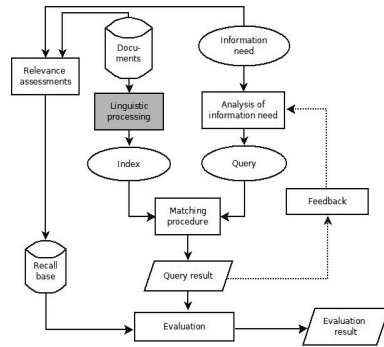 Docu-
ments
Information
need
Relevance
assessments
Linguistic
processing
Analysis of
information need
Index
Query
Feedback
Matching
procedure
Recall
base
Query result
Evaluation
Evaluation
result